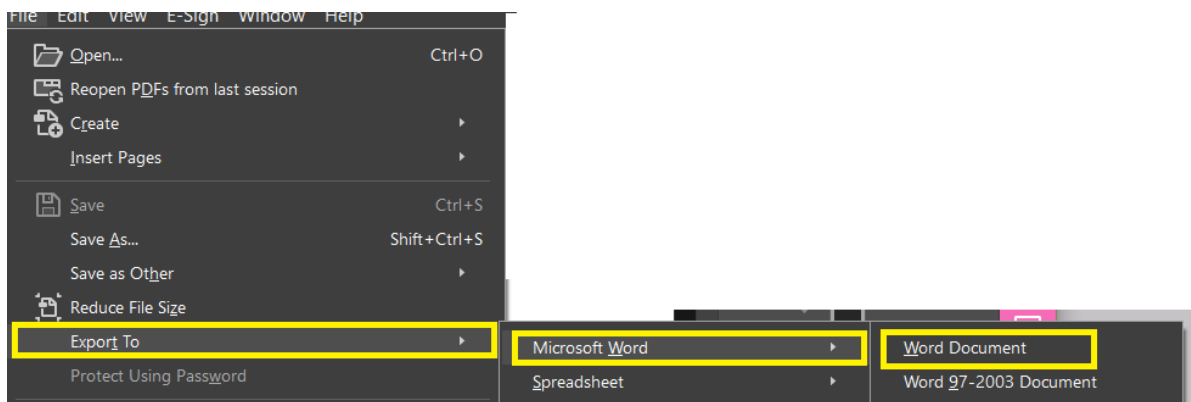 File Edit View E-Sign Window Help
Open... Ctrl+O
Reopen PDFs from last session
Create
Insert Pages
Save Ctrl+S
Save As... Shift+Ctrl+S
Save as Other
Reduce File Size
Export To
Microsoft Word
Word Document
Protect Using Password
Spreadsheet
Word 97-2003 Document